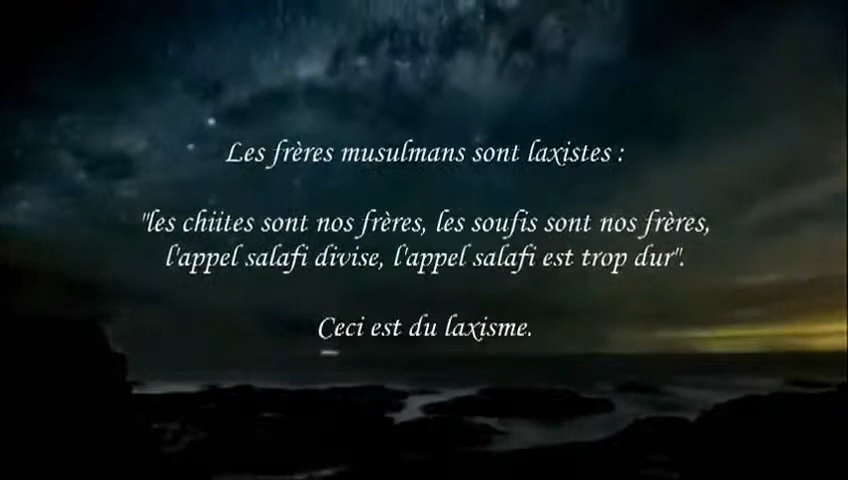 Les frères musulmans sont laxistes :
"les chiites sont nos frères, les soufis sont nos frères,
l'appel salafi divise, l'appel salafi est trop dur".
Ceci est du laxisme.